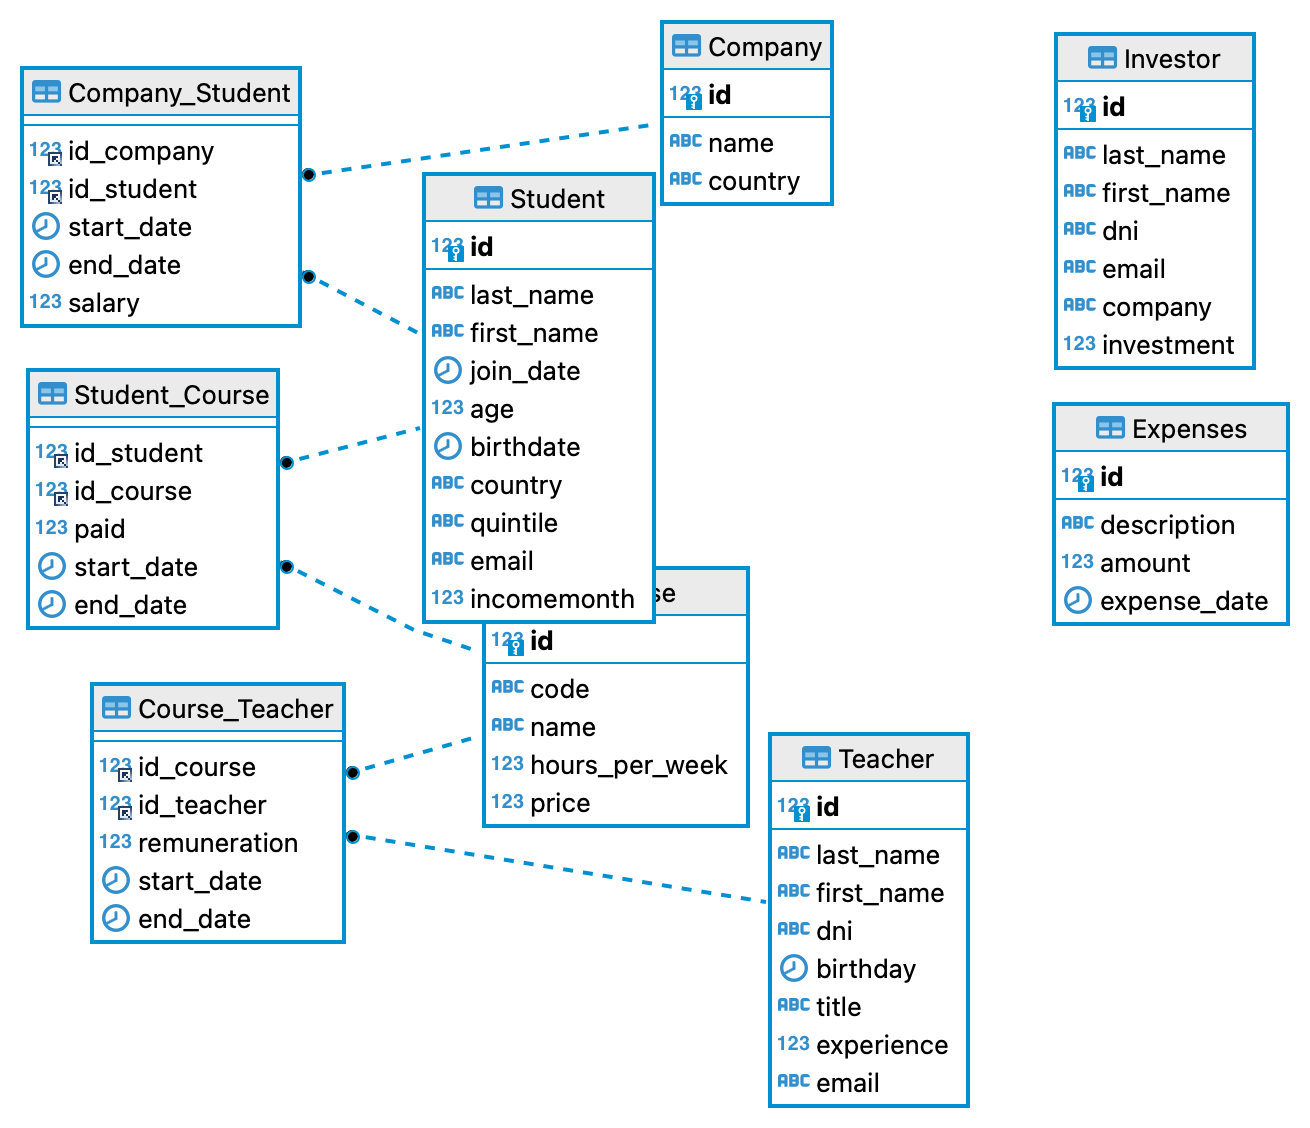 Company_Student
123 id_company
123 id_student
start_date
end_date
123 salary
Company
123 id
ABC name
ABC country
Investor
123 id
ABC last_name
ABC first_name
ABC dni
ABC email
ABC company
123 investment
Student
123 id
ABC last_name
ABC first_name
join_date
123 age
birthdate
ABC country
ABC quintile
ABC email
123 incomemonth
Student_Course
123 id_student
123 id_course
123 paid
start_date
end_date
Expenses
123 id
ABC description
123 amount
expense_date
se
123 id
ABC code
ABC name
123 hours_per_week
123 price
Course_Teacher
123 id_course
123 id_teacher
123 remuneration
start_date
end_date
Teacher
123 id
ABC last_name
ABC first_name
ABC dni
birthday
ABC title
123 experience
ABC email